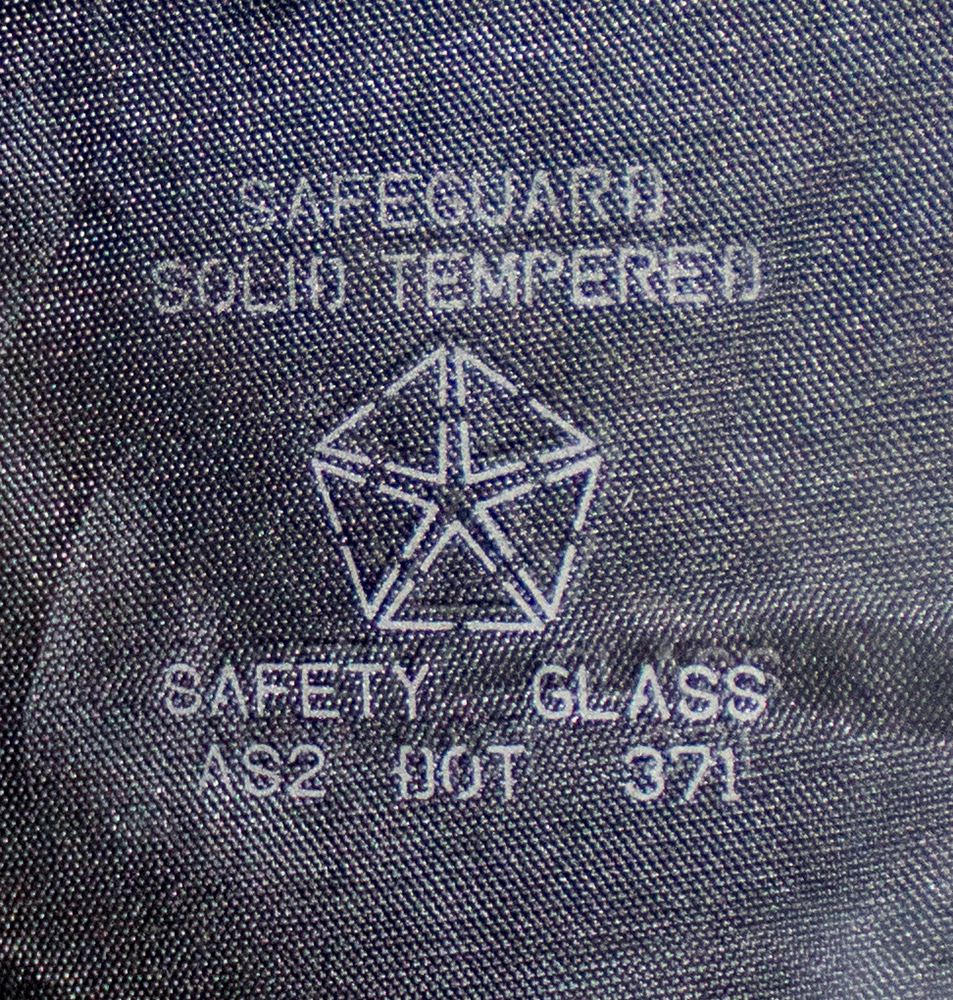 SAFEGUARD
SOLID TEMPERED
SAFETY GLASS
AS2 DOT 371